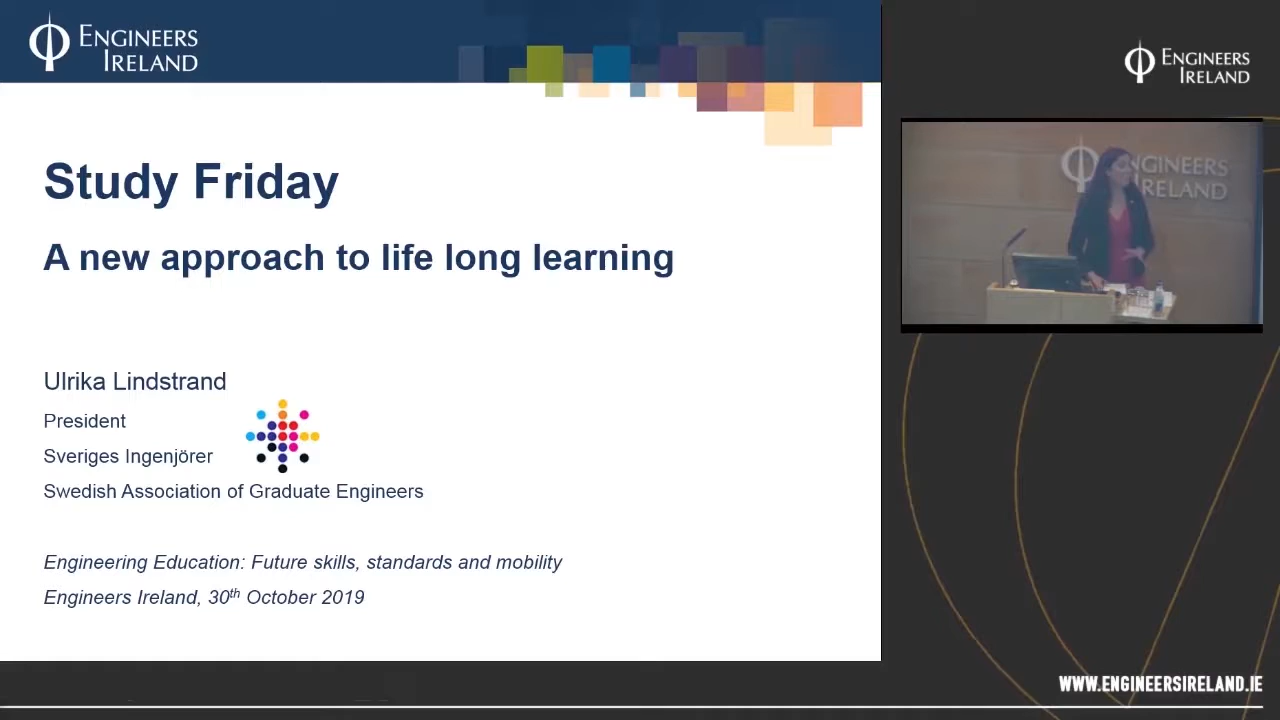 ENGINEERS
IRELAND
Study Friday
A new approach to life long learning
Ulrika Lindstrand
President
Sveriges Ingenjörer
Swedish Association of Graduate Engineers
Engineering Education: Future skills, standards and mobility
Engineers Ireland, 30th October 2019
ENGINEERS
IRELAND
ENGINEERS
IRELAND
WWW.ENGINEERSIRELAND.IE